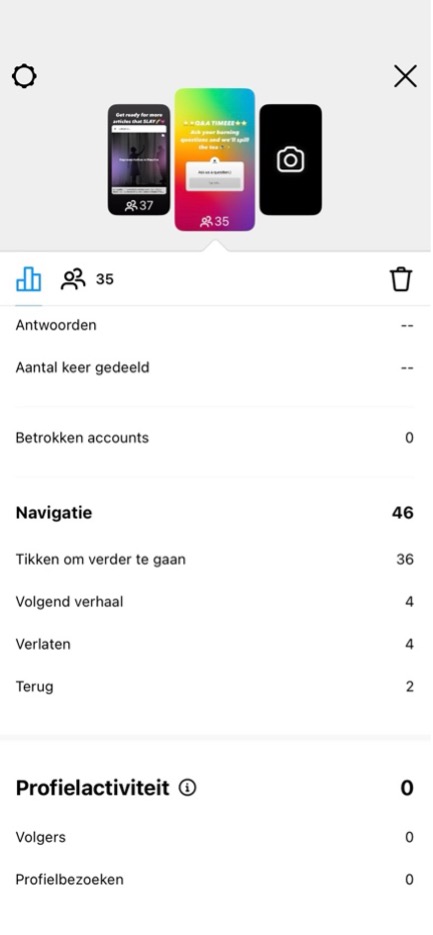 Get ready for more
articles that SLAY
37
Q&A TIMEEE
Ask your burning
questions and we'll spill
the tea
Ask us a question!
35
35
Antwoorden --
Aantal keer gedeeld --
Betrokken accounts 0
Navigatie 46
Tikken om verder te gaan 36
Volgend verhaal 4
Verlaten 4
Terug 2
Profielactiviteit 0
Volgers 0
Profielbezoeken 0